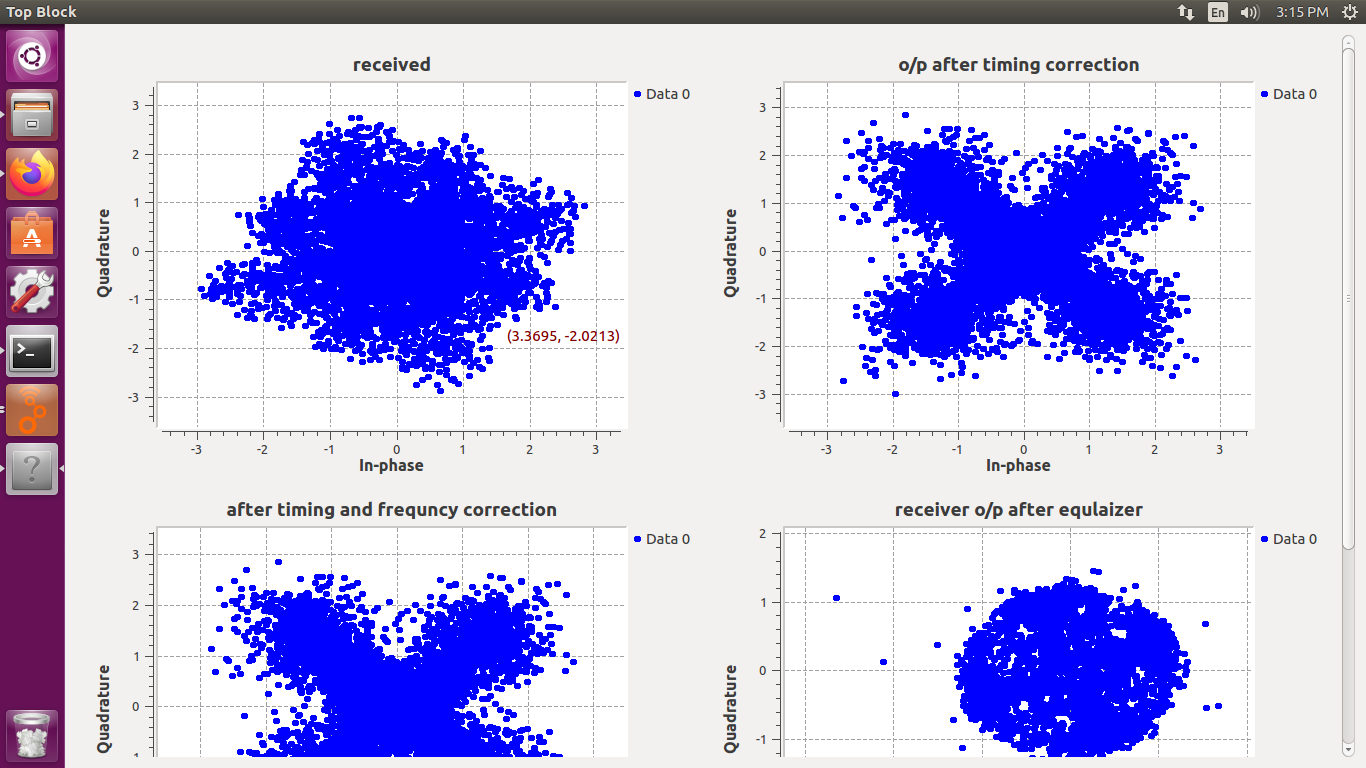 Top Block
En
3:15 PM
received
Data 0
Quadrature
3
2
1
0
-1
-2
-3
(3.3695, -2.0213)
-3 -2 -1 0 1 2 3
In-phase
o/p after timing correction
Data 0
Quadrature
3
2
1
0
-1
-2
-3
-3 -2 -1 0 1 2 3
In-phase
after timing and frequncy correction
Data 0
Quadrature
3
2
1
0
receiver o/p after equlaizer
Data 0
Quadrature
2
1
0
-1